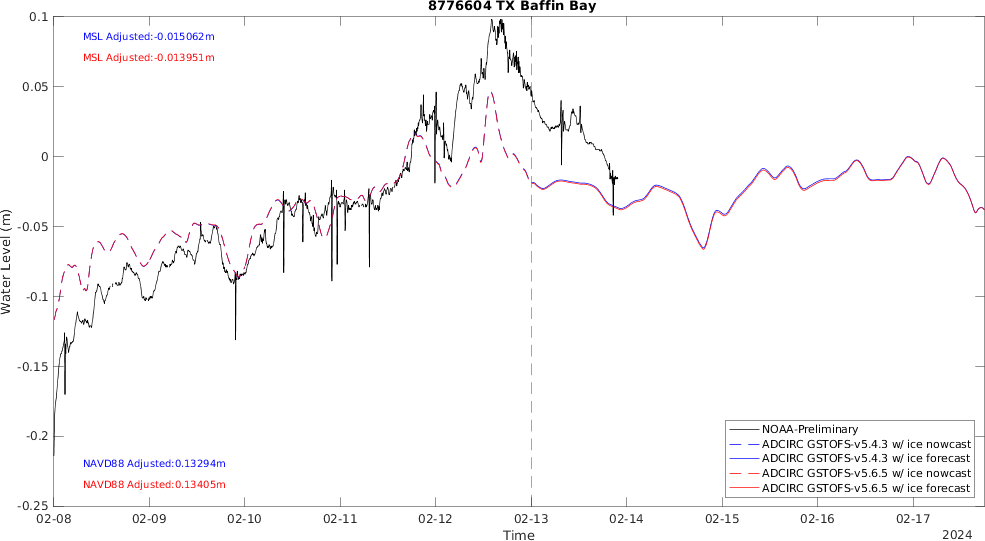 8776604 TX Baffin Bay
MSL Adjusted:-0.015062m
MSL Adjusted:-0.013951m
NAVD88 Adjusted:0.13294m
NAVD88 Adjusted:0.13405m
Water Level (m)
0.1
0.05
0
-0.05
-0.1
-0.15
-0.2
-0.25
NOAA-Preliminary
ADCIRC GSTOFS-v5.4.3 w/ ice nowcast
ADCIRC GSTOFS-v5.4.3 w/ ice forecast
ADCIRC GSTOFS-v5.6.5 w/ ice nowcast
ADCIRC GSTOFS-v5.6.5 w/ ice forecast
02-08 02-09 02-10 02-11 02-12 02-13 02-14 02-15 02-16 02-17
Time
2024